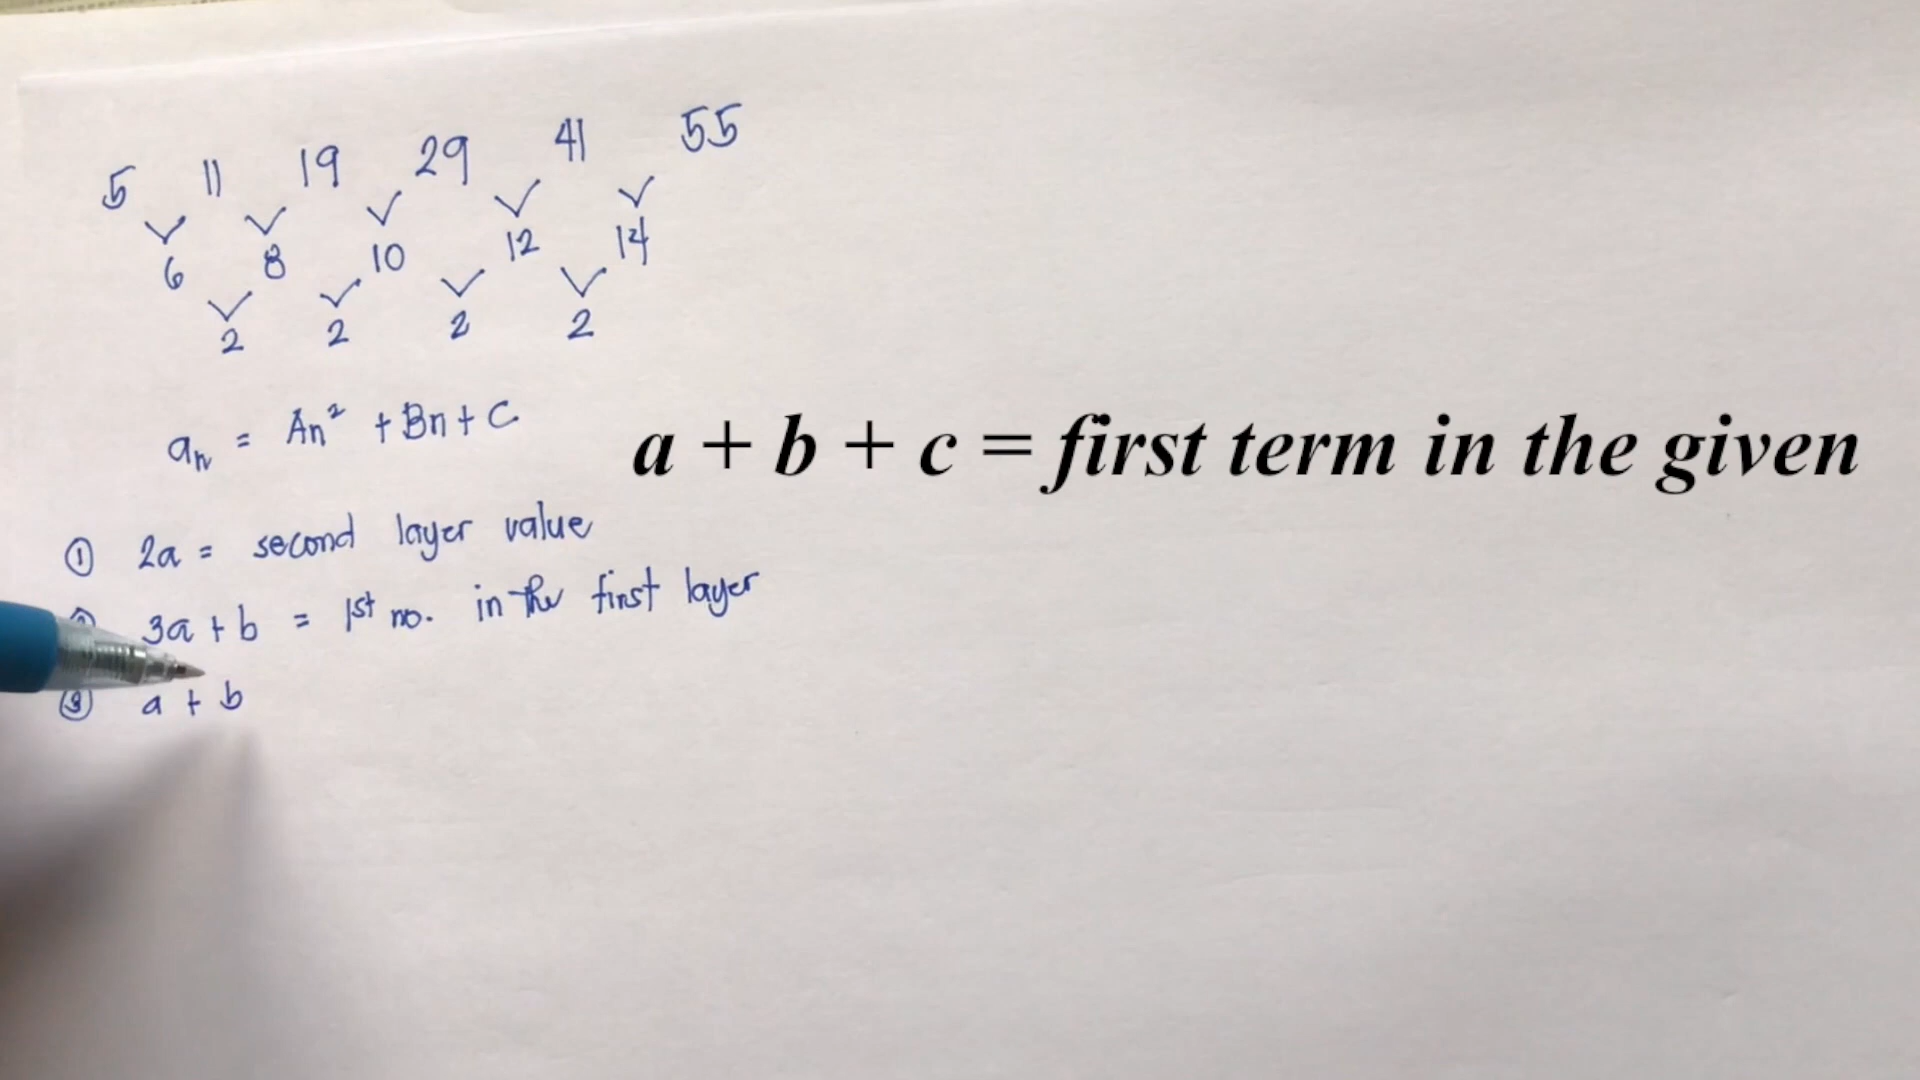 5 11 19 29 41 55
6 8 10 12 14
2 2 2 2
aₙ = An² + Bn + C
a + b + c = first term in the given
① 2a = second layer value
② 3a + b = 1st no. in the first layer
③ a + b